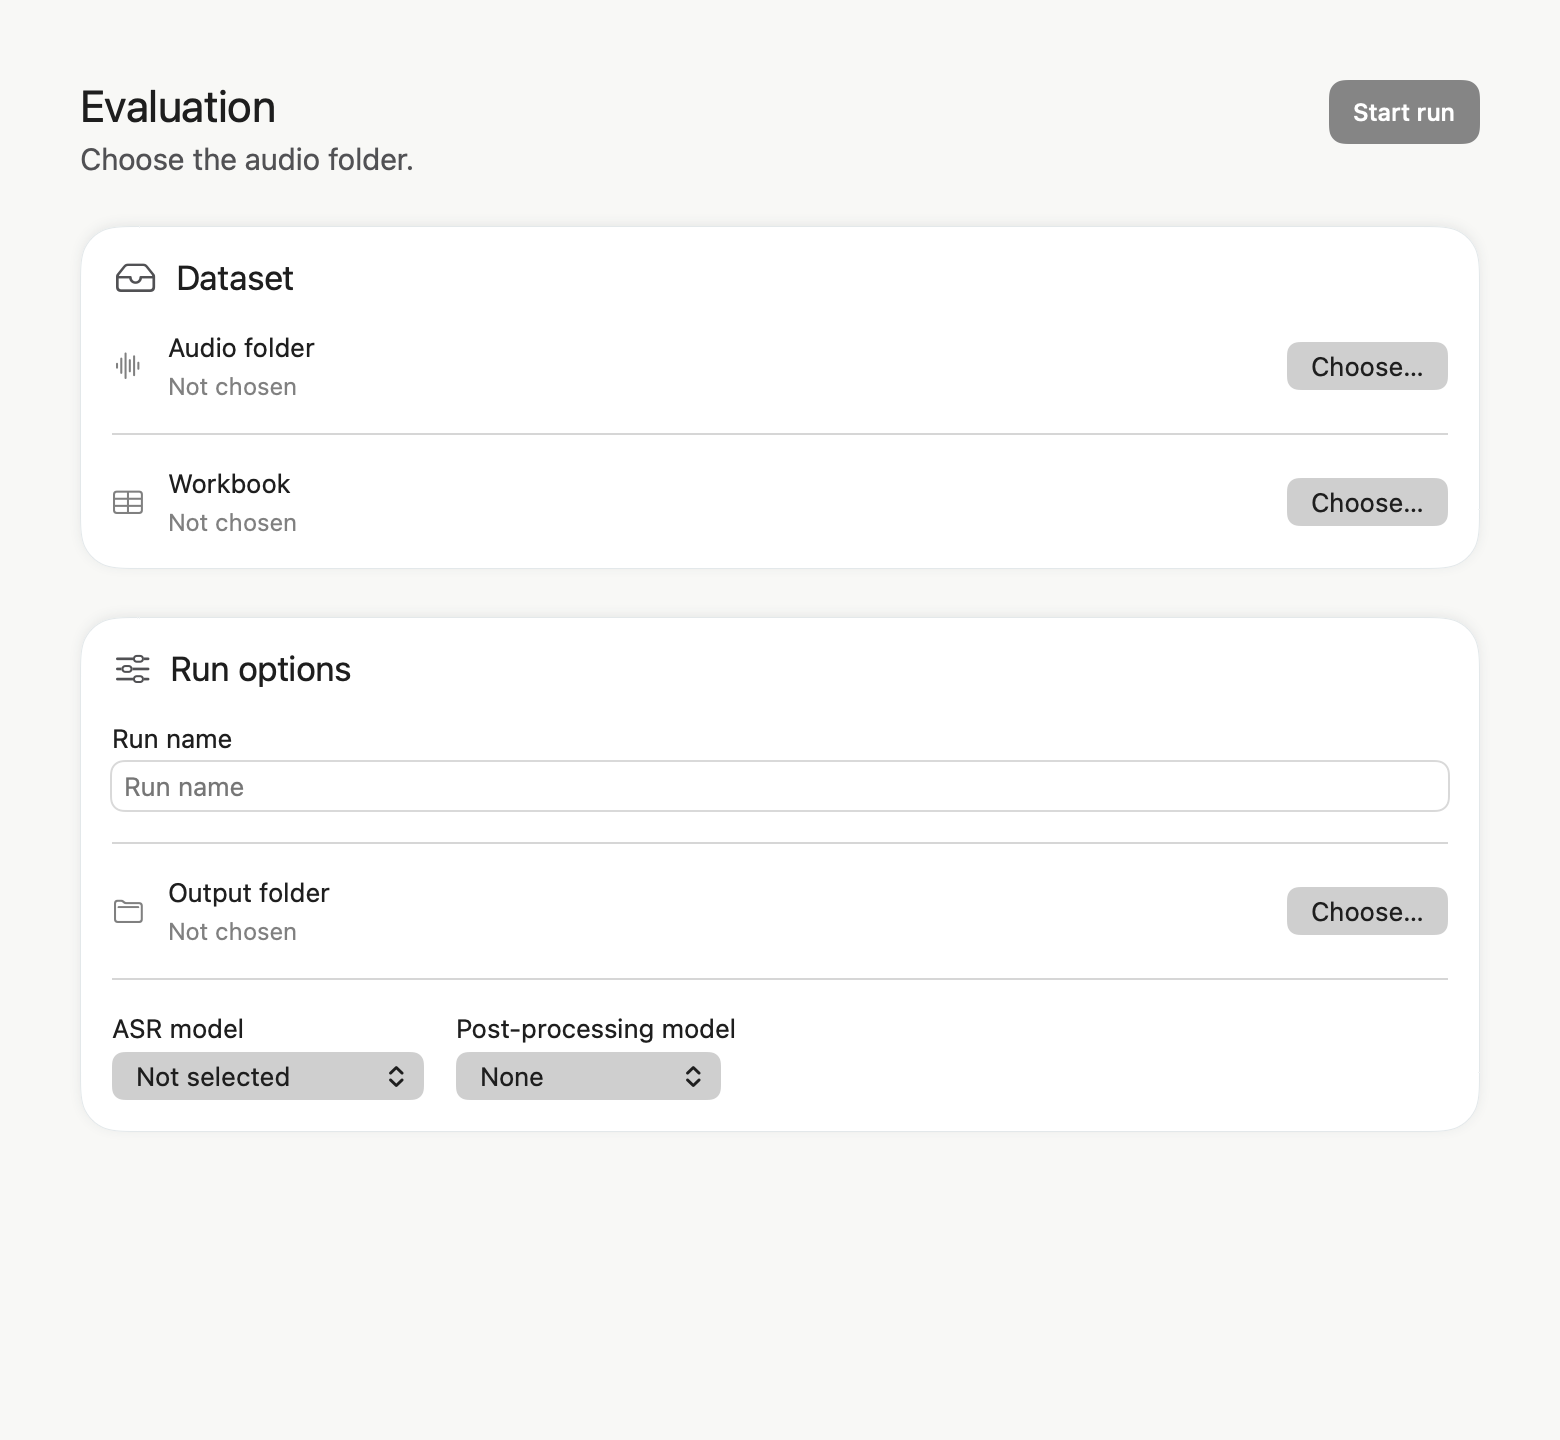 Evaluation
Start run
Choose the audio folder.
Dataset
Audio folder
Not chosen
Choose...
Workbook
Not chosen
Choose...
Run options
Run name
Run name
Output folder
Not chosen
Choose...
ASR model
Post-processing model
Not selected
None